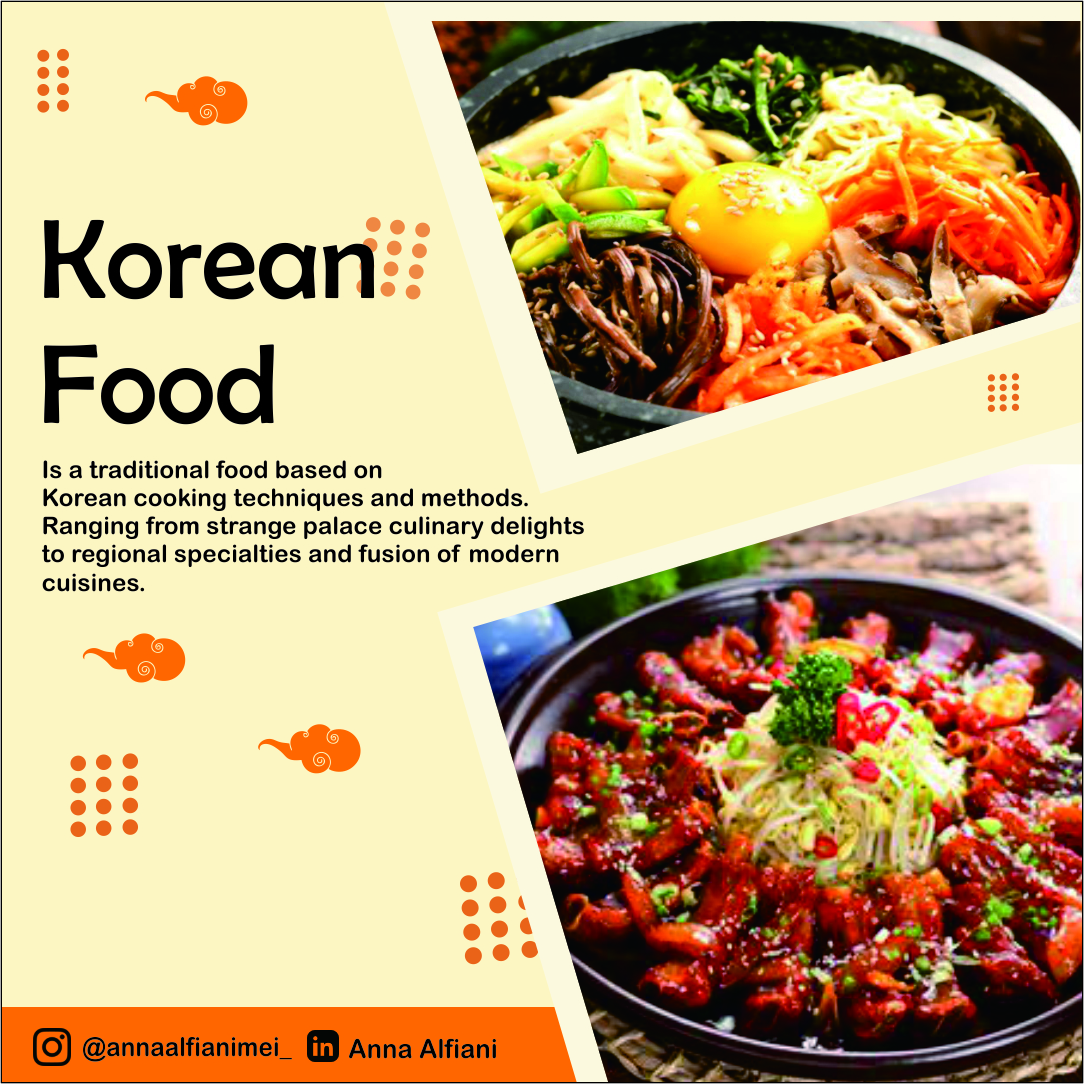 Korean
Food
Is a traditional food based on
Korean cooking techniques and methods.
Ranging from strange palace culinary delights
to regional specialties and fusion of modern
cuisines.
@annaalfianimei_ in Anna Alfiani